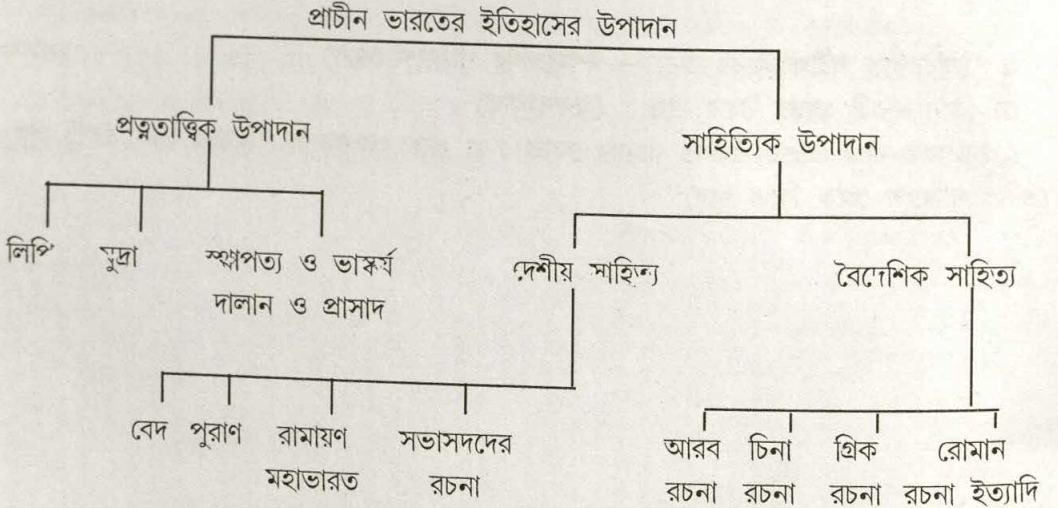 প্রাচীন ভারতের ইতিহাসের উপাদান
প্রত্নতাত্ত্বিক উপাদান
সাহিত্যিক উপাদান
লিপি মুদ্রা স্থাপত্য ও ভাস্কর্য
দালান ও প্রাসাদ
দেশীয় সাহিত্য
বৈদেশিক সাহিত্য
বেদ পুরাণ রামায়ণ সভাসদদের
মহাভারত রচনা
আরব চিনা গ্রিক রোমান
রচনা রচনা রচনা রচনা ইত্যাদি